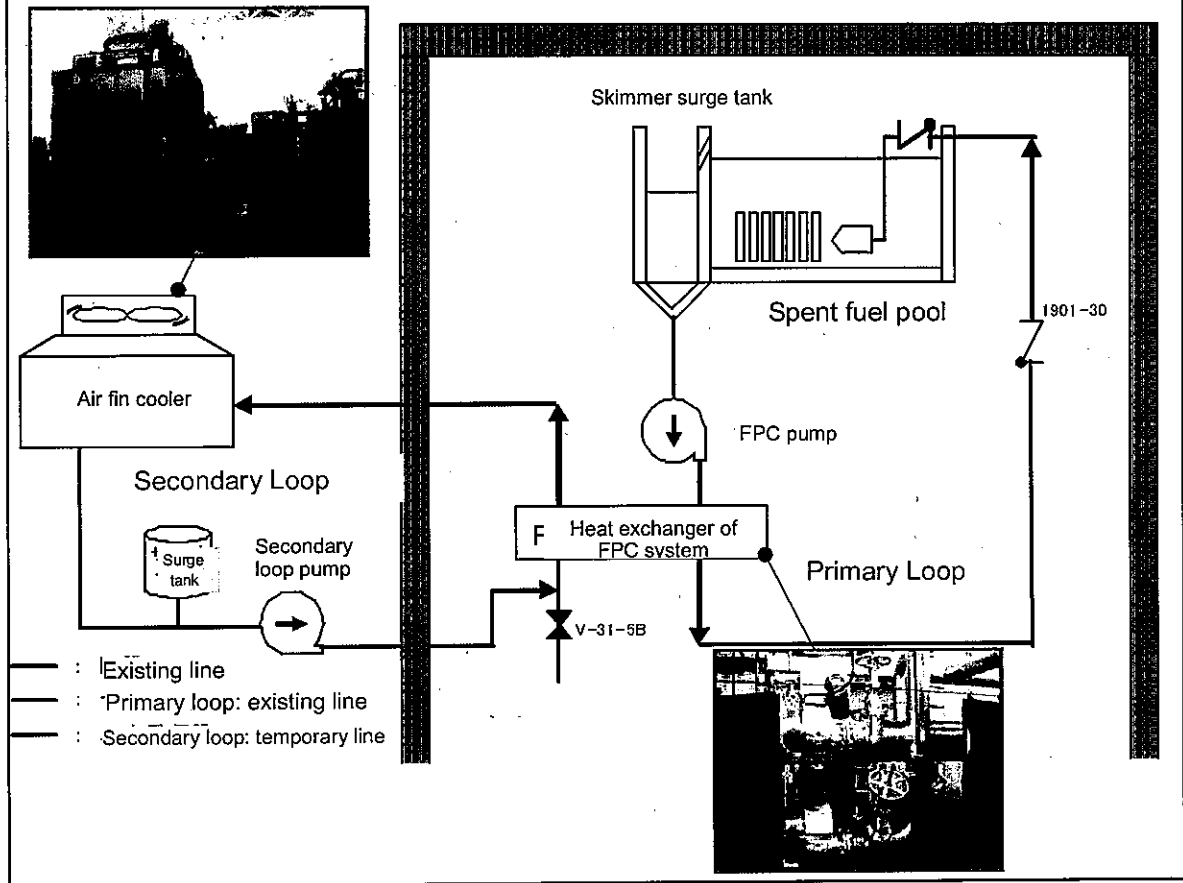 Skimmer surge tank
Spent fuel pool
1901-30
Air fin cooler
FPC pump
Secondary Loop
F
Heat exchanger of
FPC system
Secondary
loop pump
Surge
tank
Primary Loop
V-31-5B
: Existing line
: Primary loop: existing line
: Secondary loop: temporary line